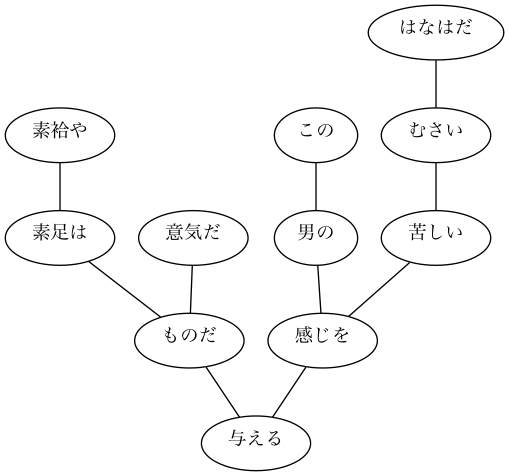 はなはだ
素袷や
この
むさい
素足は
意気だ
男の
苦しい
ものだ
感じを
与える